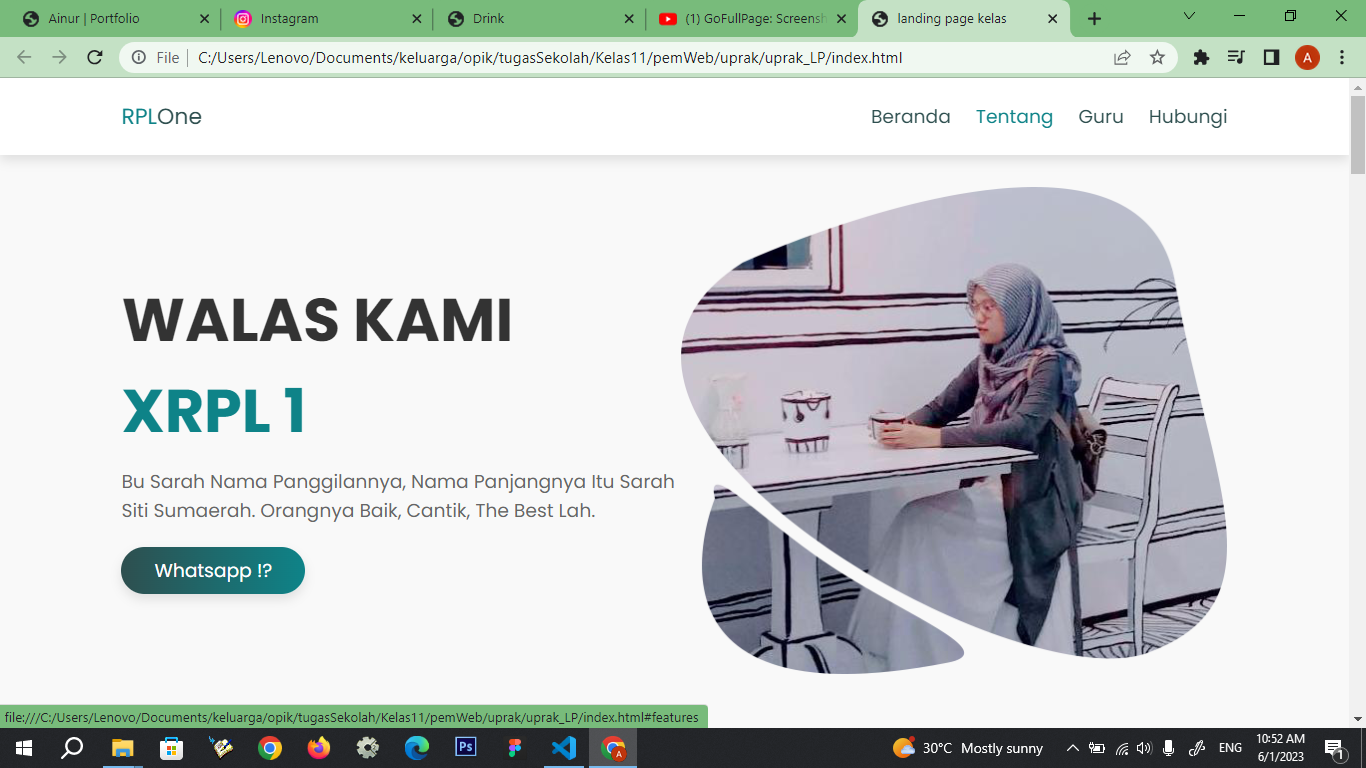 Ainur | Portfolio
Instagram
Drink
(1) GoFullPage: Screensh
landing page kelas
File
C:/Users/Lenovo/Documents/keluarga/opik/tugasSekolah/Kelas11/pemWeb/uprak/uprak_LP/index.html
A
RPLOne
Beranda
Tentang
Guru
Hubungi
WALAS KAMI
XRPL 1
Bu Sarah Nama Panggilannya, Nama Panjangnya Itu Sarah
Siti Sumaerah. Orangnya Baik, Cantik, The Best Lah.
Whatsapp !?
file:///C:/Users/Lenovo/Documents/keluarga/opik/tugasSekolah/Kelas11/pemWeb/uprak/uprak_LP/index.html#features
Ps
A
30°C Mostly sunny
ENG
10:52 AM
6/1/2023
1